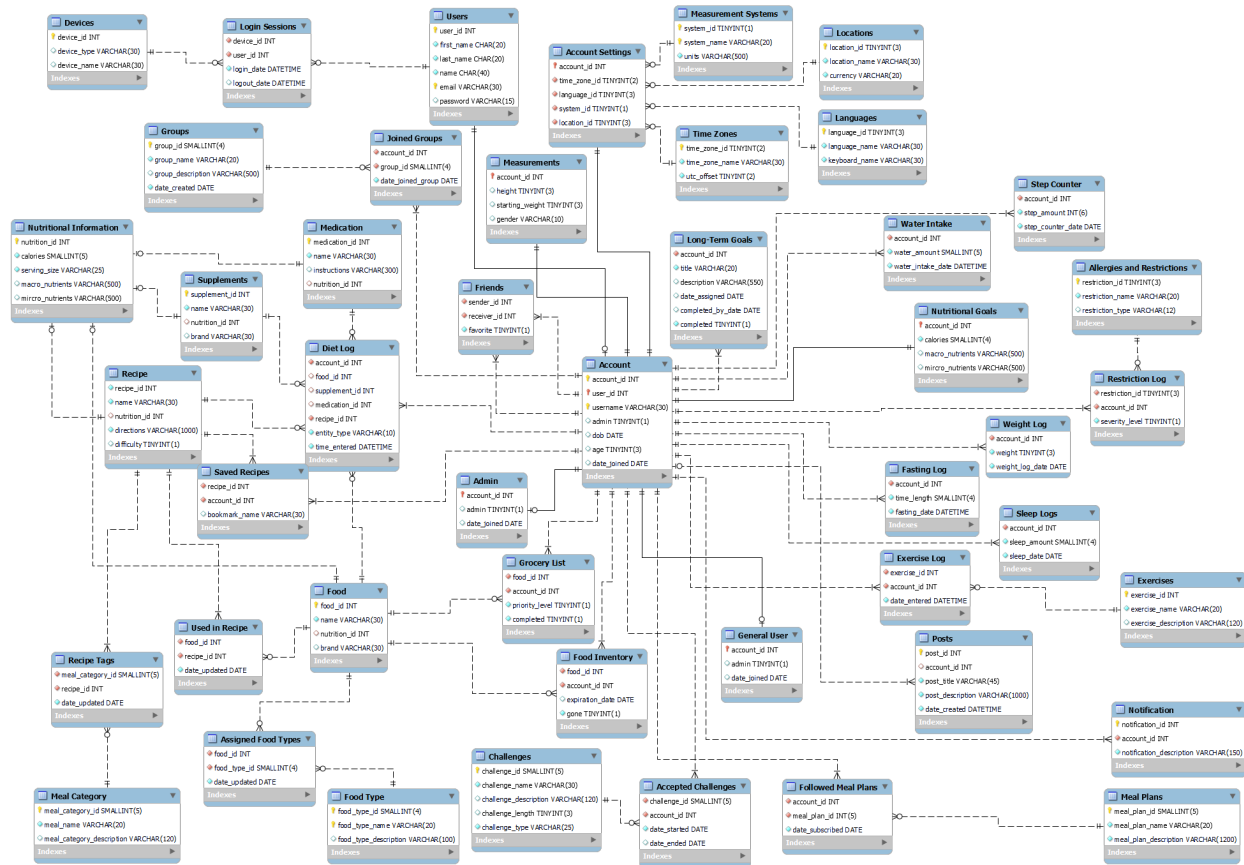 Devices
device_id INT
device_type VARCHAR(30)
device_name VARCHAR(30)
Indexes
Login Sessions
device_id INT
user_id INT
login_date DATETIME
logout_date DATETIME
Indexes
Users
user_id INT
first_name CHAR(20)
last_name CHAR(20)
name CHAR(40)
email VARCHAR(30)
password VARCHAR(15)
Indexes
Account Settings
account_id INT
time_zone_id TINYINT(2)
language_id TINYINT(3)
system_id TINYINT(1)
location_id TINYINT(3)
Indexes
Measurement Systems
system_id TINYINT(1)
system_name VARCHAR(20)
units VARCHAR(500)
Indexes
Locations
location_id TINYINT(3)
location_name VARCHAR(30)
currency VARCHAR(20)
Indexes
Languages
language_id TINYINT(3)
language_name VARCHAR(30)
keyboard_name VARCHAR(30)
Indexes
Time Zones
time_zone_id TINYINT(2)
time_zone_name VARCHAR(30)
utc_offset TINYINT(2)
Indexes
Groups
group_id SMALLINT(4)
group_name VARCHAR(20)
group_description VARCHAR(500)
date_created DATE
Indexes
Joined Groups
account_id INT
group_id SMALLINT(4)
date_joined_group DATE
Indexes
Measurements
account_id INT
height TINYINT(3)
starting_weight TINYINT(3)
gender VARCHAR(10)
Indexes
Step Counter
account_id INT
step_amount INT(6)
step_counter_date DATE
Indexes
Nutritional Information
nutrition_id INT
calories SMALLINT(5)
serving_size VARCHAR(25)
macro_nutrients VARCHAR(500)
mircro_nutrients VARCHAR(500)
Indexes
Medication
medication_id INT
name VARCHAR(30)
instructions VARCHAR(300)
nutrition_id INT
Indexes
Supplements
supplement_id INT
name VARCHAR(30)
nutrition_id INT
brand VARCHAR(30)
Indexes
Friends
sender_id INT
receiver_id INT
favorite TINYINT(1)
Indexes
Long-Term Goals
account_id INT
title VARCHAR(20)
description VARCHAR(550)
date_assigned DATE
completed_by_date DATE
completed TINYINT(1)
Indexes
Water Intake
account_id INT
water_amount SMALLINT(5)
water_intake_date DATETIME
Indexes
Allergies and Restrictions
restriction_id TINYINT(3)
restriction_name VARCHAR(20)
restriction_type VARCHAR(12)
Indexes
Nutritional Goals
account_id INT
calories SMALLINT(4)
macro_nutrients VARCHAR(500)
mircro_nutrients VARCHAR(500)
Indexes
Recipe
recipe_id INT
name VARCHAR(30)
nutrition_id INT
directions VARCHAR(1000)
difficulty TINYINT(1)
Indexes
Diet Log
account_id INT
food_id INT
supplement_id INT
medication_id INT
recipe_id INT
entity_type VARCHAR(10)
time_entered DATETIME
Indexes
Account
account_id INT
user_id INT
username VARCHAR(30)
admin TINYINT(1)
dob DATE
age TINYINT(3)
date_joined DATE
Indexes
Restriction Log
restriction_id TINYINT(3)
account_id INT
severity_level TINYINT(1)
Indexes
Weight Log
account_id INT
weight TINYINT(3)
weight_log_date DATE
Indexes
Saved Recipes
recipe_id INT
account_id INT
bookmark_name VARCHAR(30)
Indexes
Admin
account_id INT
admin TINYINT(1)
date_joined DATE
Indexes
Fasting Log
account_id INT
time_length SMALLINT(4)
fasting_date DATETIME
Indexes
Sleep Logs
account_id INT
sleep_amount SMALLINT(4)
sleep_date DATE
Indexes
Grocery List
food_id INT
account_id INT
priority_level TINYINT(1)
completed TINYINT(1)
Indexes
Exercise Log
exercise_id INT
account_id INT
date_entered DATETIME
Indexes
Exercises
exercise_id INT
exercise_name VARCHAR(20)
exercise_description VARCHAR(120)
Indexes
Food
food_id INT
name VARCHAR(30)
nutrition_id INT
brand VARCHAR(30)
Indexes
Used in Recipe
food_id INT
recipe_id INT
date_updated DATE
Indexes
General User
account_id INT
admin TINYINT(1)
date_joined DATE
Indexes
Posts
post_id INT
account_id INT
post_title VARCHAR(45)
post_description VARCHAR(1000)
date_created DATETIME
Indexes
Recipe Tags
meal_category_id SMALLINT(5)
recipe_id INT
date_updated DATE
Indexes
Food Inventory
food_id INT
account_id INT
expiration_date DATE
gone TINYINT(1)
Indexes
Notification
notification_id INT
account_id INT
notification_description VARCHAR(150)
Indexes
Assigned Food Types
food_id INT
food_type_id SMALLINT(4)
date_updated DATE
Indexes
Challenges
challenge_id SMALLINT(5)
challenge_name VARCHAR(30)
challenge_description VARCHAR(120)
challenge_length TINYINT(3)
challenge_type VARCHAR(25)
Indexes
Accepted Challenges
challenge_id SMALLINT(5)
account_id INT
date_started DATE
date_ended DATE
Indexes
Followed Meal Plans
account_id INT
meal_plan_id INT(5)
date_subscribed DATE
Indexes
Meal Category
meal_category_id SMALLINT(5)
meal_name VARCHAR(20)
meal_category_description VARCHAR(120)
Indexes
Food Type
food_type_id SMALLINT(4)
food_type_name VARCHAR(20)
food_type_description VARCHAR(100)
Indexes
Meal Plans
meal_plan_id SMALLINT(5)
meal_plan_name VARCHAR(20)
meal_plan_description VARCHAR(1200)
Indexes